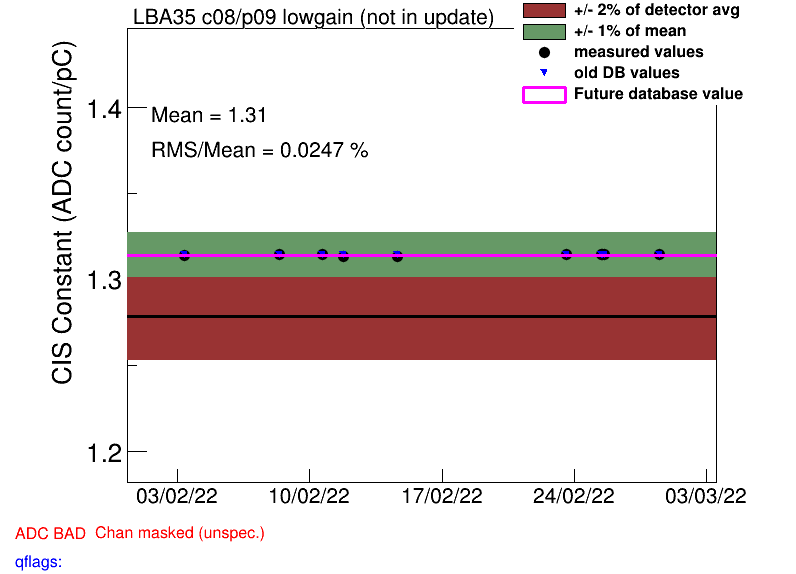 LBA35 c08/p09 lowgain (not in update)
+/- 2% of detector avg
+/- 1% of mean
measured values
old DB values
Future database value
Mean = 1.31
RMS/Mean = 0.0247 %
CIS Constant (ADC count/pC)
1.4
1.3
1.2
03/02/22 10/02/22 17/02/22 24/02/22 03/03/22
ADC BAD Chan masked (unspec.)
qflags: